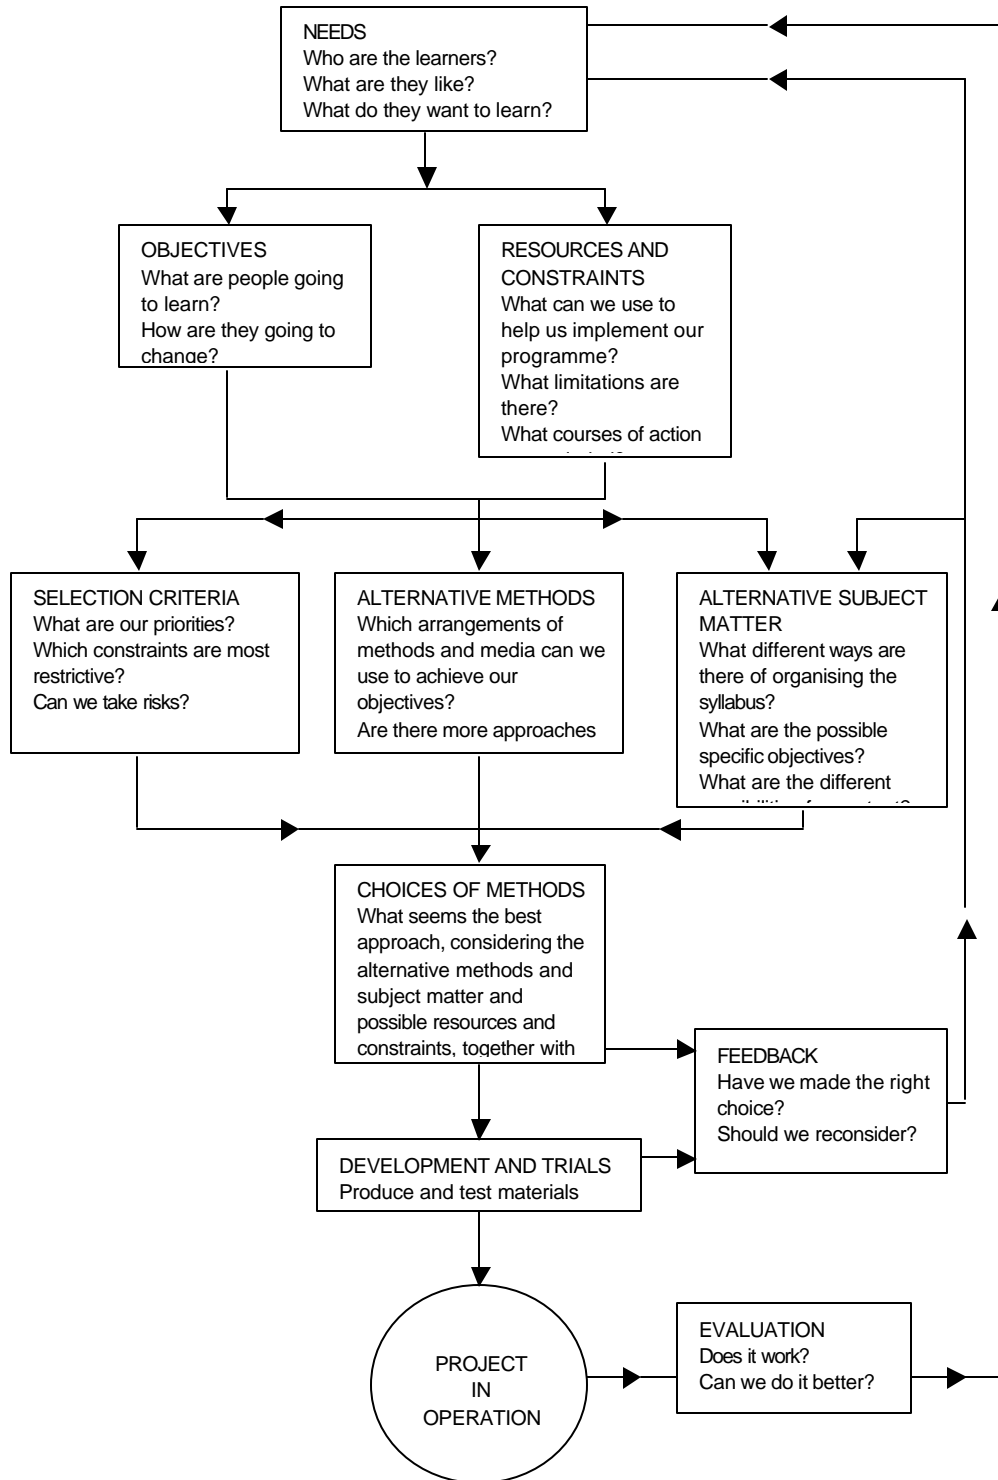 NEEDS
Who are the learners?
What are they like?
What do they want to learn?
OBJECTIVES
What are people going
to learn?
How are they going to
change?
RESOURCES AND
CONSTRAINTS
What can we use to
help us implement our
programme?
What limitations are
there?
What courses of action
SELECTION CRITERIA
What are our priorities?
Which constraints are most
restrictive?
Can we take risks?
ALTERNATIVE METHODS
Which arrangements of
methods and media can we
use to achieve our
objectives?
Are there more approaches
ALTERNATIVE SUBJECT
MATTER
What different ways are
there of organising the
syllabus?
What are the possible
specific objectives?
What are the different
CHOICES OF METHODS
What seems the best
approach, considering the
alternative methods and
subject matter and
possible resources and
constraints, together with
FEEDBACK
Have we made the right
choice?
Should we reconsider?
DEVELOPMENT AND TRIALS
Produce and test materials
PROJECT
IN
OPERATION
EVALUATION
Does it work?
Can we do it better?